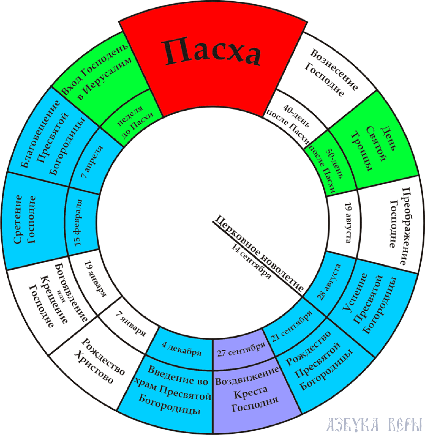 Пасха
Вознесение
Господне
40-день
после Пасхи
День
Святой
Троицы
50-день
после Пасхи
Преображение
Господне
19 августа
Успение
Пресвятой
Богородицы
28 августа
Церковное новолетие
14 сентября
Рождество
Пресвятой
Богородицы
21 сентября
Воздвижение
Креста
Господня
27 сентября
Введение во
храм Пресвятой
Богородицы
4 декабря
Рождество
Христово
7 января
Богоявление
или
Крещение
Господне
19 января
Сретение
Господне
15 февраля
Благовещение
Пресвятой
Богородицы
7 апреля
Вход Господень
в Иерусалим
неделя
до Пасхи
АЗБУКА ВЕРЫ